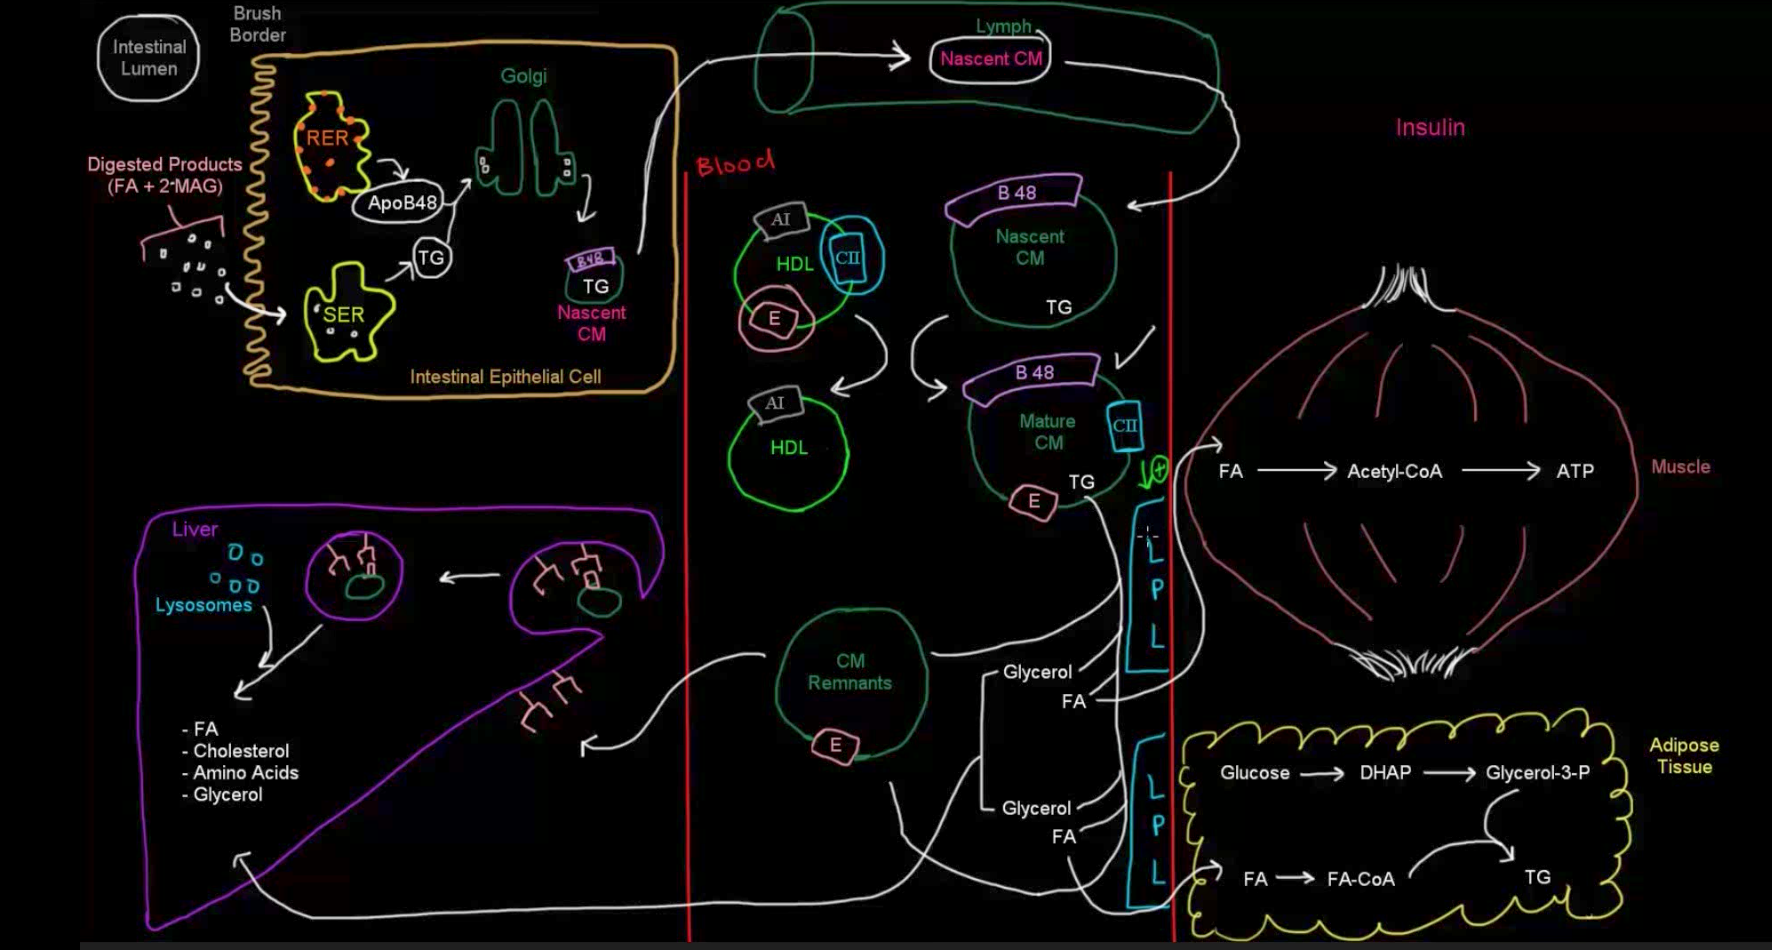 Intestinal
Lumen
Brush
Border
Digested Products
(FA + 2-MAG)
RER
ApoB48
Golgi
TG
SER
B48
TG
Nascent
CM
Intestinal Epithelial Cell
Lymph
Nascent CM
Blood
AI
HDL
CII
E
B 48
Nascent
CM
TG
AI
HDL
B 48
Mature
CM
CII
TG
E
+
LPL
Insulin
FA
Acetyl-CoA
ATP
Muscle
Liver
Lysosomes
- FA
- Cholesterol
- Amino Acids
- Glycerol
CM
Remnants
E
Glycerol
FA
Glycerol
FA
LPL
Adipose
Tissue
Glucose
DHAP
Glycerol-3-P
FA
FA-CoA
TG